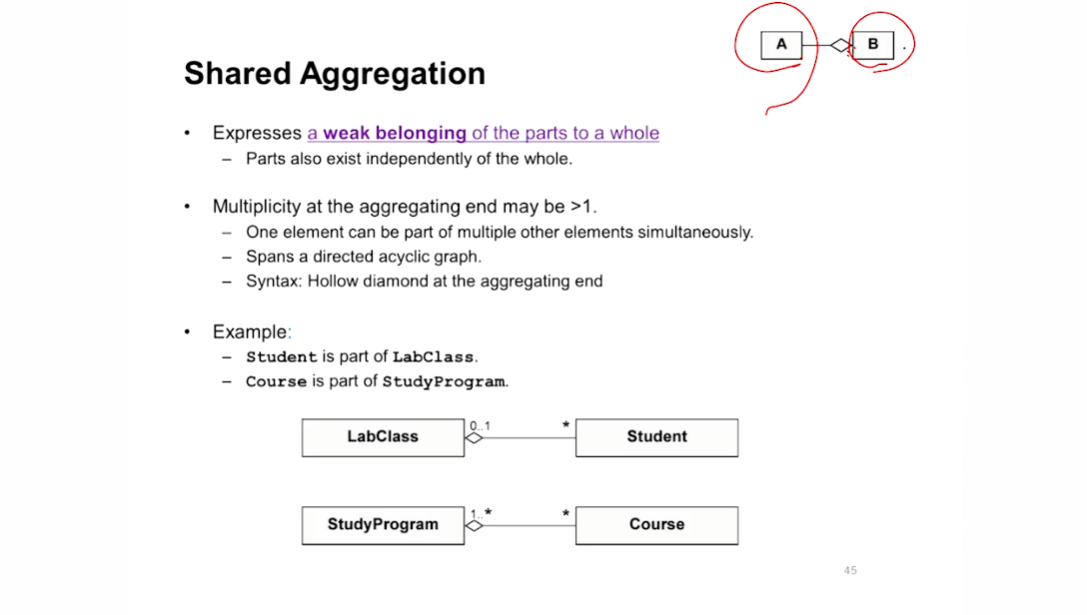 A B
Shared Aggregation
• Expresses a weak belonging of the parts to a whole
– Parts also exist independently of the whole.
• Multiplicity at the aggregating end may be >1.
– One element can be part of multiple other elements simultaneously.
– Spans a directed acyclic graph.
– Syntax: Hollow diamond at the aggregating end
• Example:
– Student is part of LabClass.
– Course is part of StudyProgram.
LabClass 0..1 * Student
StudyProgram 1..* * Course
45